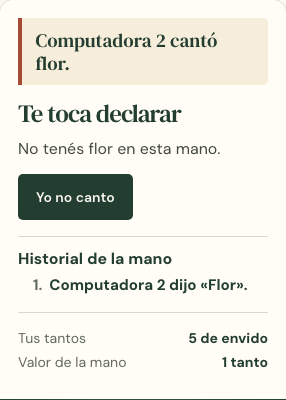 Computadora 2 cantó
flor.
Te toca declarar
No tenés flor en esta mano.
Yo no canto
Historial de la mano
1. Computadora 2 dijo «Flor».
Tus tantos 5 de envido
Valor de la mano 1 tanto